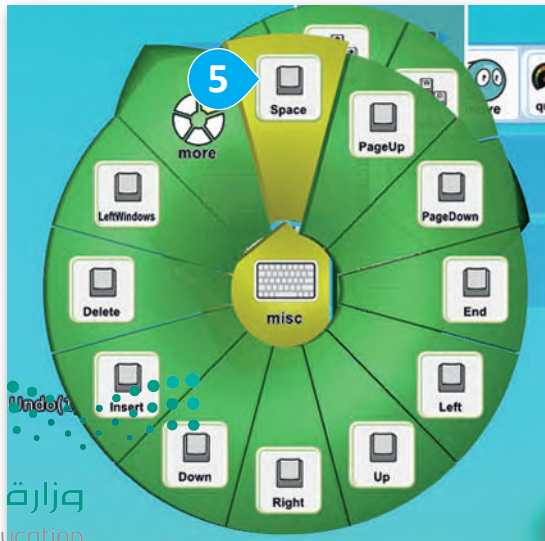 5
Space
more
PageUp
LeftWindows
PageDown
Delete
misc
End
Insert
Left
Down
Right
Up
وزارة